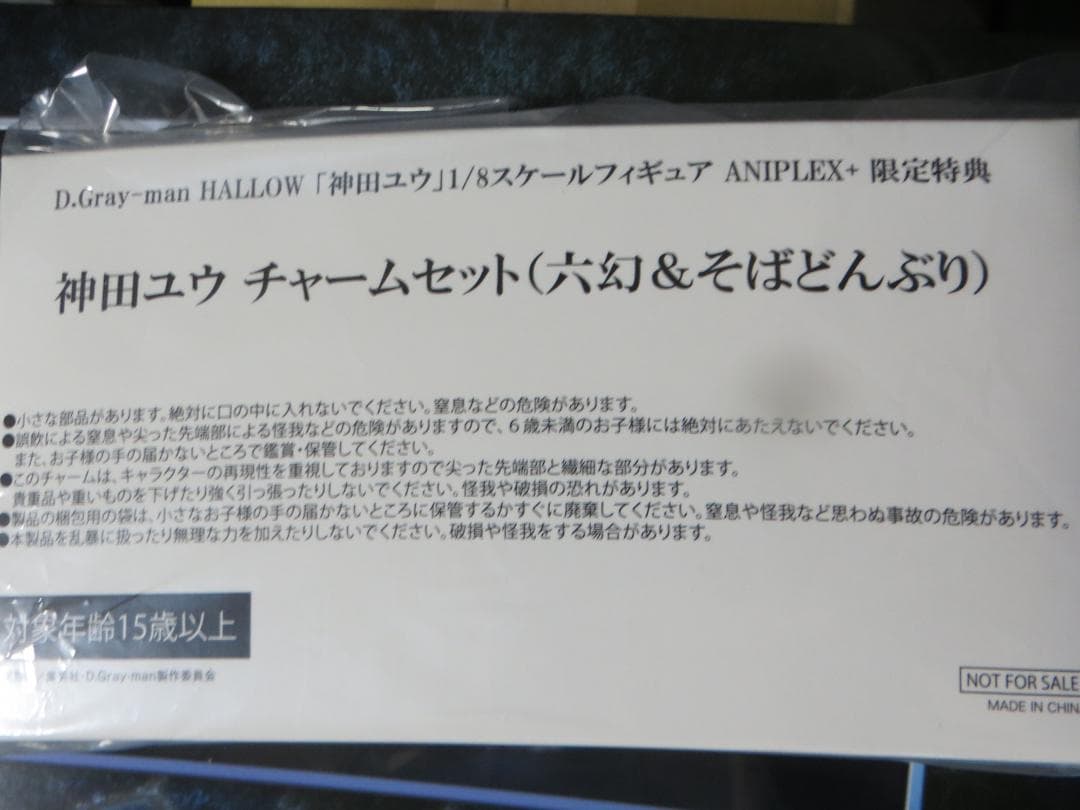 D.Gray-man HALLOW「神田ユウ」1/8スケールフィギュア ANIPLEX+ 限定特典
神田ユウ チャームセット(六幻&そばどんぶり)
●小さな部品があります。絶対に口の中に入れないでください。窒息などの危険があります。
●誤飲による窒息や尖った先端部による怪我などの危険がありますので、6歳未満のお子様には絶対にあたえないでください。
また、お子様の手の届かないところで鑑賞・保管してください。
●このチャームは、キャラクターの再現性を重視しておりますので尖った先端部と繊細な部分があります。
貴重品や重いものを下げたり強く引っ張ったりしないでください。怪我や破損の恐れがあります。
●製品の梱包用の袋は、小さなお子様の手の届かないところに保管するかすぐに廃棄してください。窒息や怪我など思わぬ事故の危険があります。
●本製品を乱暴に扱ったり無理な力を加えたりしないでください。破損や怪我をする場合があります。
対象年齢15歳以上
集英社・D.Gray-man製作委員会
NOT FOR SALE
MADE IN CHIN